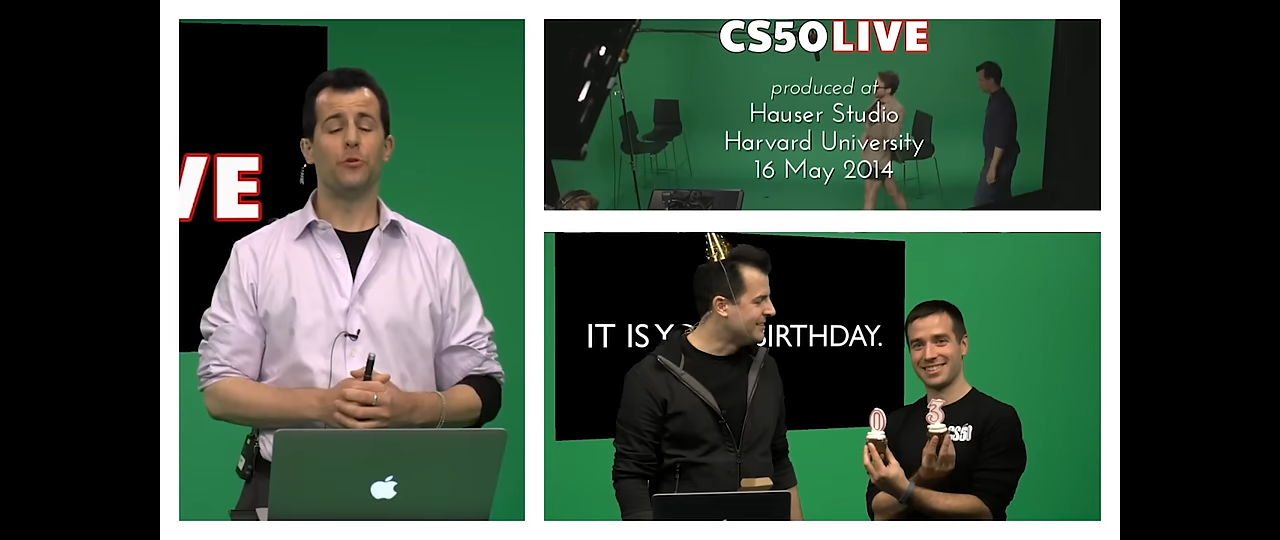 VE
CS50LIVE
produced at
Hauser Studio
Harvard University
16 May 2014
IT IS BIRTHDAY.
0
3
CS50